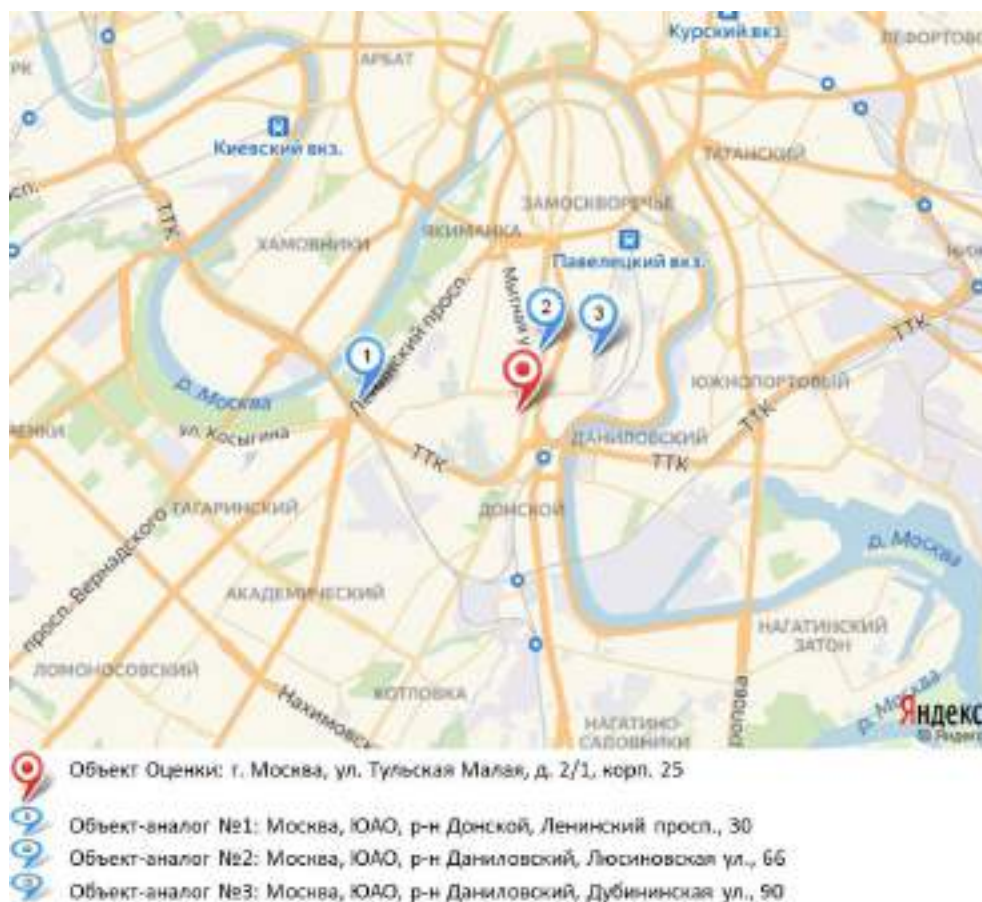 Курский вкз.
ЛЕФОРТОВО
АРБАТ
Киевский вкз.
ТАГАНСКИЙ
ЗАМОСКВОРЕЧЬЕ
ТТК
ХАМОВНИКИ
ЯКИМАНКА
Павелецкий вкз.
Мытная у
Ленинский просп.
2
3
1
ТТК
ЮЖНОПОРТОВЫЙ
р. Москва
ул. Косыгина
ТТК
ДАНИЛОВСКИЙ
ТТК
ТТК
ГАГАРИНСКИЙ
ДОНСКОЙ
р. Москва
просп. Вернадского
АКАДЕМИЧЕСКИЙ
НАГАТИНСКИЙ
ЗАТОН
ЛОМОНОСОВСКИЙ
КОТЛОВКА
Нахимовск
НАГАТИНО-
САДОВНИКИ
р. Москва
Яндекс
Объект Оценки: г. Москва, ул. Тульская Малая, д. 2/1, корп. 25
Объект-аналог №1: Москва, ЮАО, р-н Донской, Ленинский просп., 30
Объект-аналог №2: Москва, ЮАО, р-н Даниловский, Люсиновская ул., 66
Объект-аналог №3: Москва, ЮАО, р-н Даниловский, Дубининская ул., 90